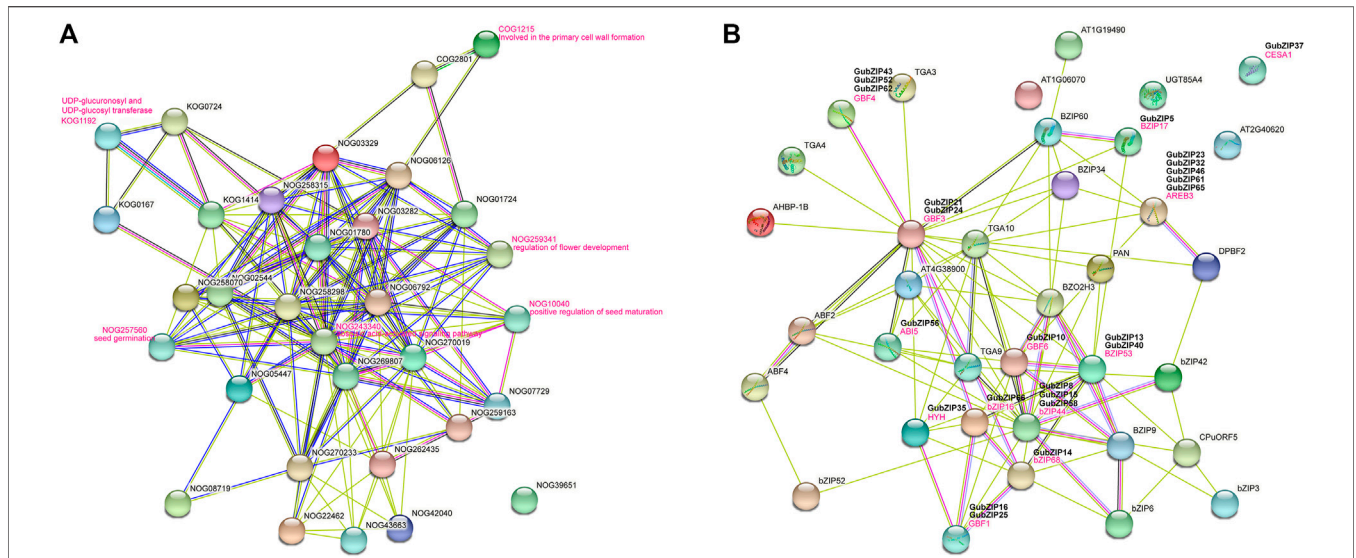 A
COG1215
Involved in the primary cell wall formation
COG2801
UDP-glucuronosyl and
UDP-glucosyl transferase
KOG1192
KOG0724
NOG03329
NOG06126
NOG258315
KOG1414
NOG03282
NOG01724
KOG0167
NOG01780
NOG259341
regulation of flower development
NOG02544
NOG258070
NOG258298
NOG06792
NOG10040
positive regulation of seed maturation
NOG243340
NOG257560
seed germination
NOG270019
NOG269807
NOG05447
NOG07729
NOG259163
NOG262435
NOG270233
NOG08719
NOG39651
NOG22462
NOG42040
NOG43663
B
AT1G19490
GubZIP37
CESA1
GubZIP43
GubZIP52
GubZIP62
GBF4
TGA3
AT1G06070
UGT85A4
BZIP60
GubZIP5
BZIP17
AT2G40620
TGA4
GubZIP23
GubZIP32
GubZIP46
GubZIP61
GubZIP65
AREB3
BZIP34
AHBP-1B
GubZIP21
GubZIP24
GBF3
TGA10
PAN
DPBF2
AT4G38900
BZO2H3
ABF2
GubZIP56
ABI5
GubZIP10
GBF6
GubZIP13
GubZIP40
BZIP53
TGA9
bZIP42
ABF4
GubZIP8
GubZIP15
GubZIP58
bZIP44
GubZIP66
bZIP16
GubZIP35
HYH
BZIP9
CPuORF5
GubZIP14
bZIP68
bZIP52
bZIP3
bZIP6
GubZIP16
GubZIP25
GBF1